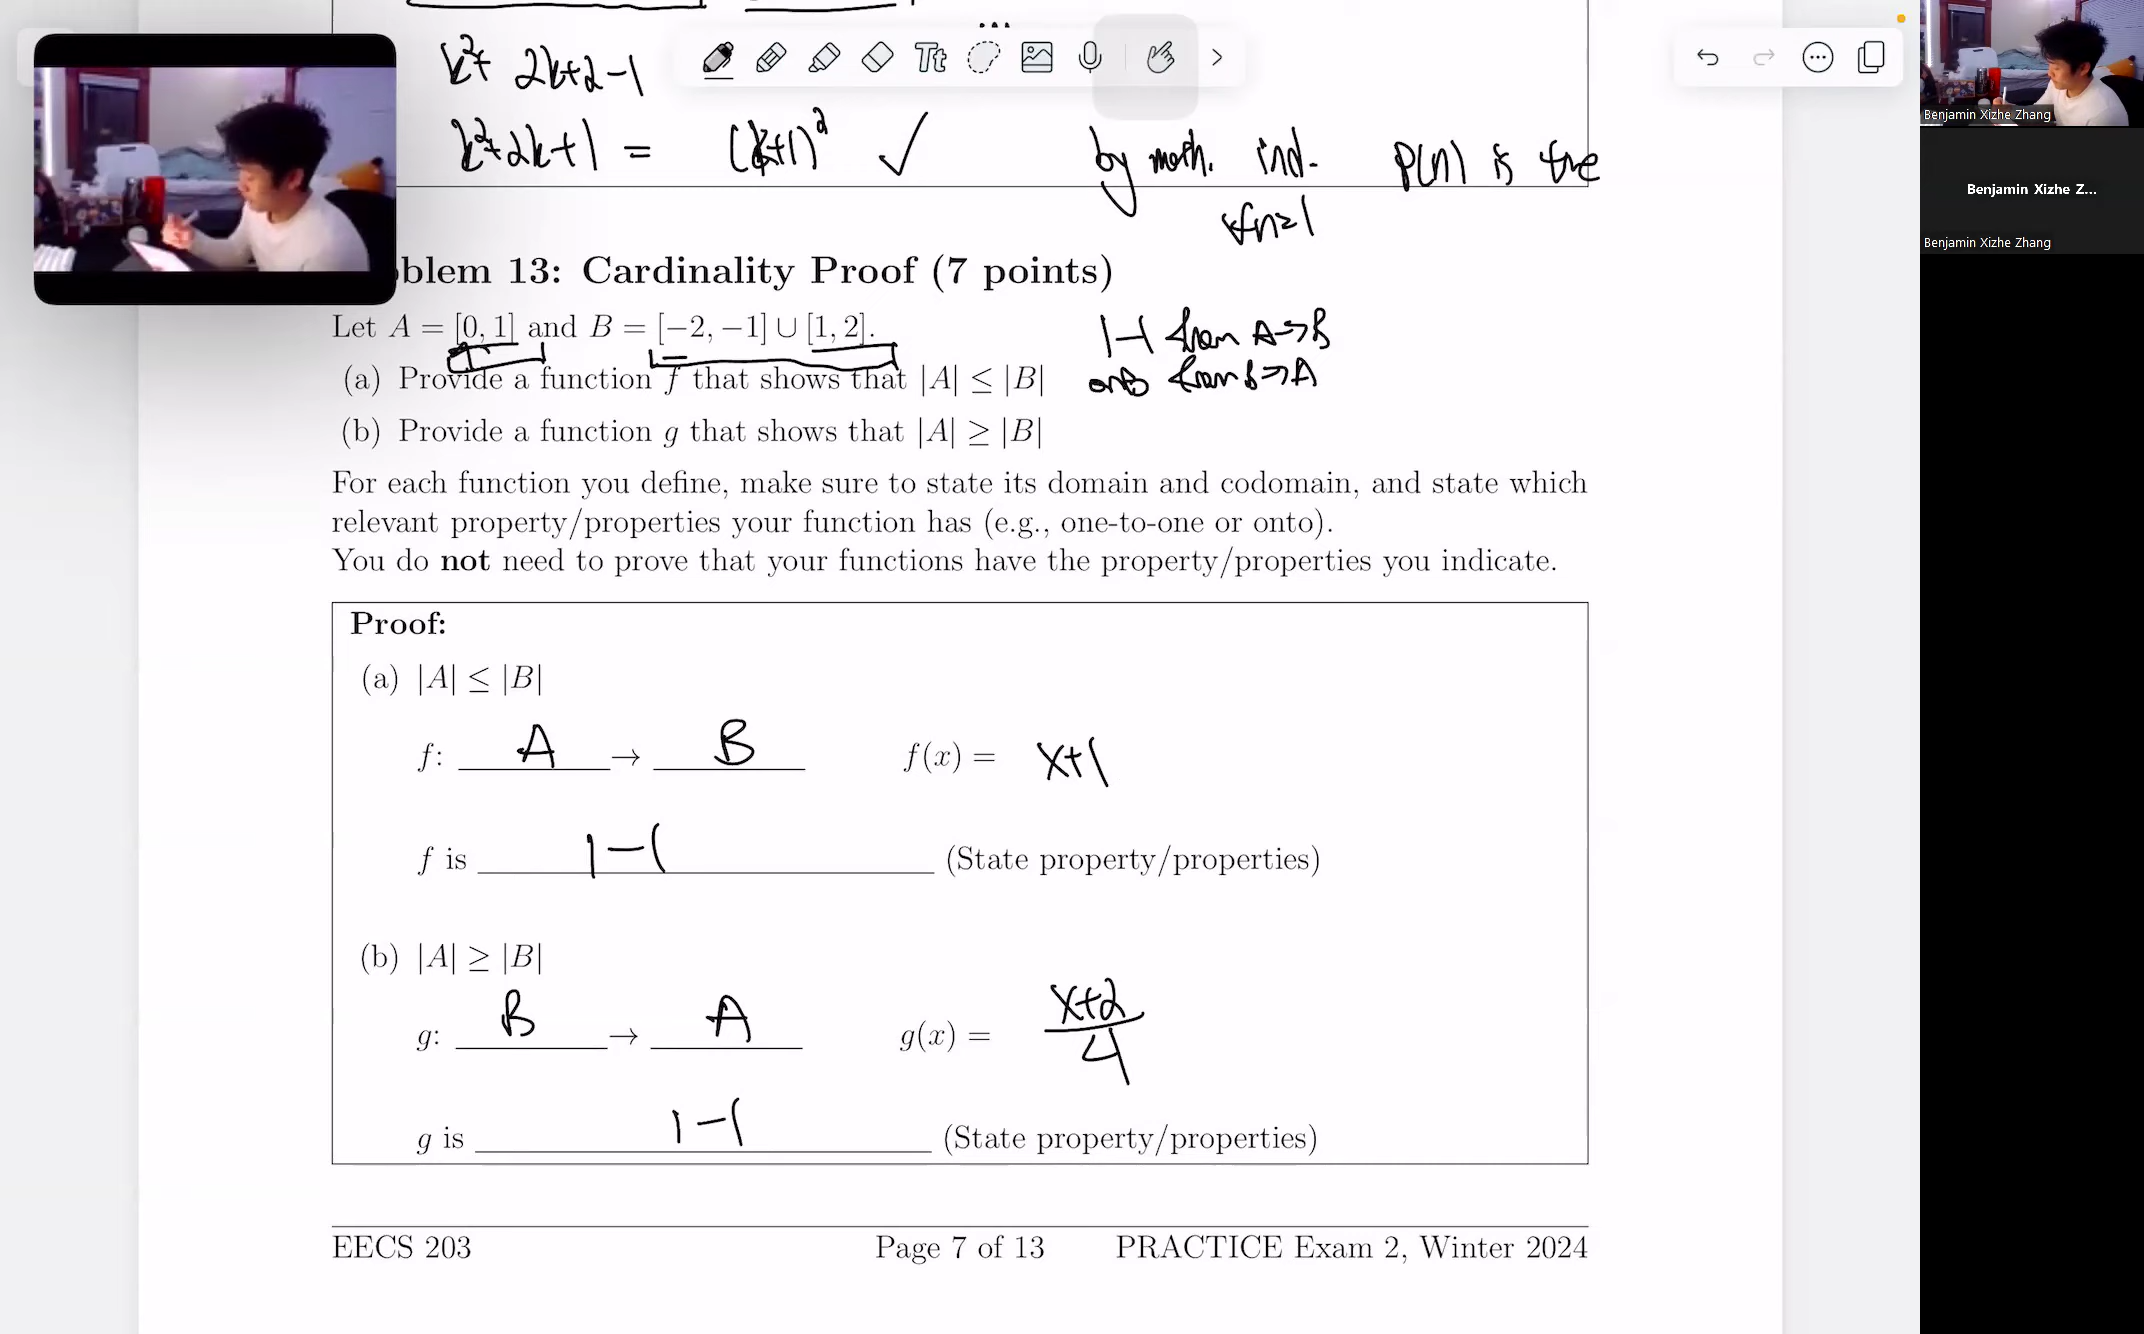 k²+ 2k+2-1
k²+2k+1 = (k+1)² ✓
by math. ind. P(n) is true
∀n≥1
blem 13: Cardinality Proof (7 points)
Let A = [0, 1] and B = [−2, −1] ∪ [1, 2].
1-1 from A→B
(a) Provide a function f that shows that |A| ≤ |B|
onto from B→A
(b) Provide a function g that shows that |A| ≥ |B|
For each function you define, make sure to state its domain and codomain, and state which
relevant property/properties your function has (e.g., one-to-one or onto).
You do not need to prove that your functions have the property/properties you indicate.
Proof:
(a) |A| ≤ |B|
f: A → B f(x) = x+1
f is 1-1 (State property/properties)
(b) |A| ≥ |B|
g: B → A g(x) = x+2/4
g is 1-1 (State property/properties)
EECS 203 Page 7 of 13 PRACTICE Exam 2, Winter 2024
Tt
Benjamin Xizhe Zhang
Benjamin Xizhe Z...
Benjamin Xizhe Zhang